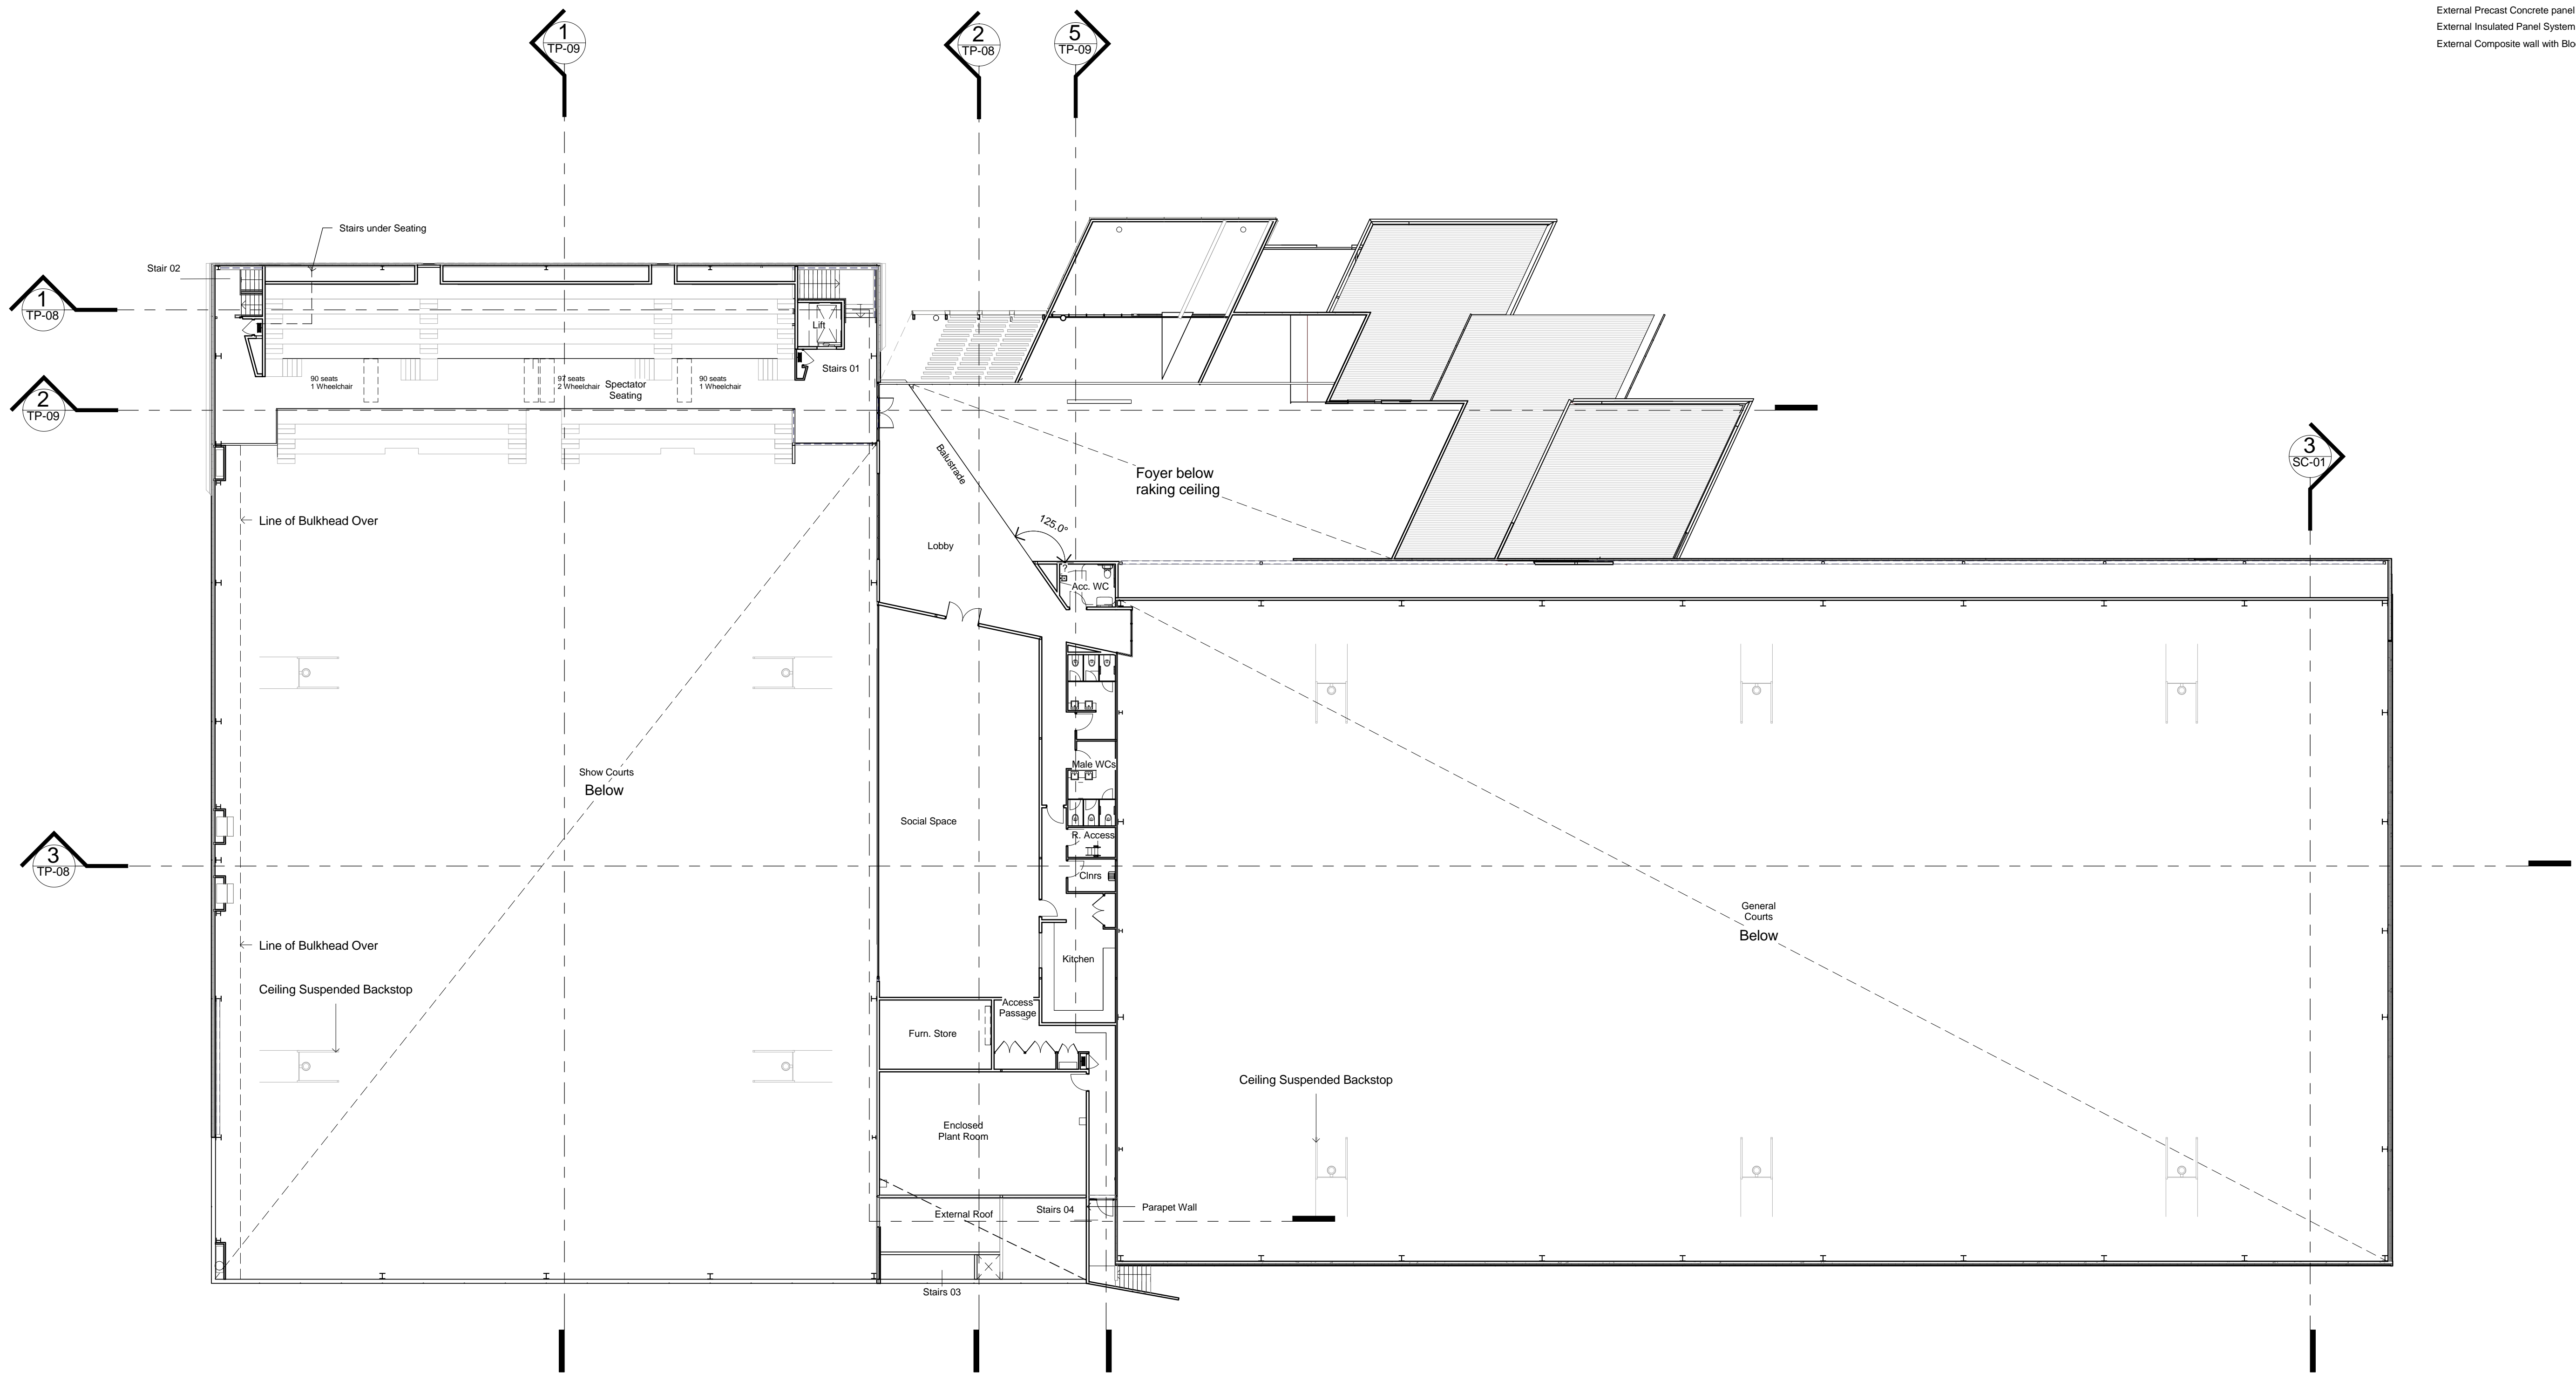 External Precast Concrete panel
External Insulated Panel System
External Composite wall with Blo
1
TP-09
2
TP-08
5
TP-09
Stairs under Seating
Stair 02
1
TP-08
Lift
Stairs 01
90 seats
1 Wheelchair
97 seats
2 Wheelchair
Spectator
Seating
90 seats
1 Wheelchair
2
TP-09
Balustrade
Foyer below
raking ceiling
3
SC-01
Line of Bulkhead Over
125.0°
Lobby
?
Acc. WC
Show Courts
Below
Male WCs
Social Space
R. Access
3
TP-08
Clnrs
General
Courts
Below
Line of Bulkhead Over
Kitchen
Ceiling Suspended Backstop
Access
Passage
Furn. Store
Ceiling Suspended Backstop
Enclosed
Plant Room
External Roof
Stairs 04
Parapet Wall
Stairs 03